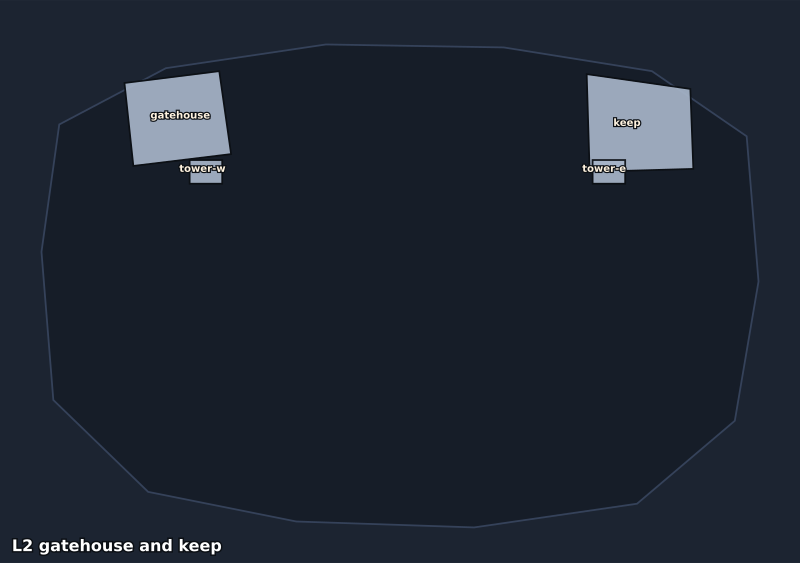 gatehouse
keep
tower-w
tower-e
L2 gatehouse and keep